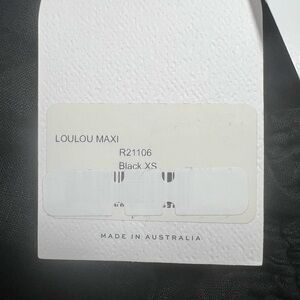 LOULOU MAXI
R21106
Black XS
MADE IN AUSTRALIA